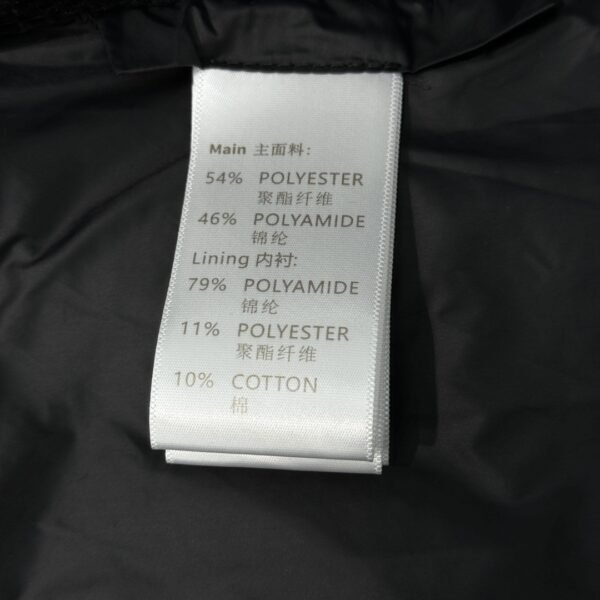 Main 主面料:
54% POLYESTER
聚酯纤维
46% POLYAMIDE
锦纶
Lining 内衬:
79% POLYAMIDE
锦纶
11% POLYESTER
聚酯纤维
10% COTTON
棉